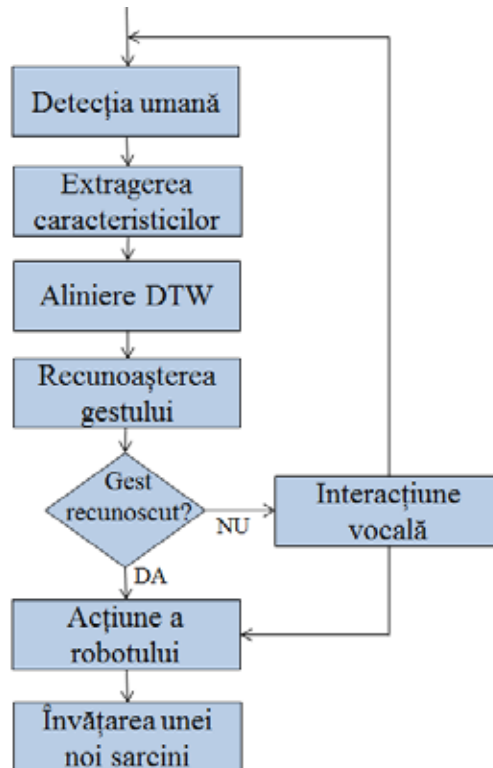 Detecția umană
Extragerea
caracteristicilor
Aliniere DTW
Recunoașterea
gestului
Gest
recunoscut?
NU
Interacțiune
vocală
DA
Acțiune a
robotului
Învățarea unei
noi sarcini